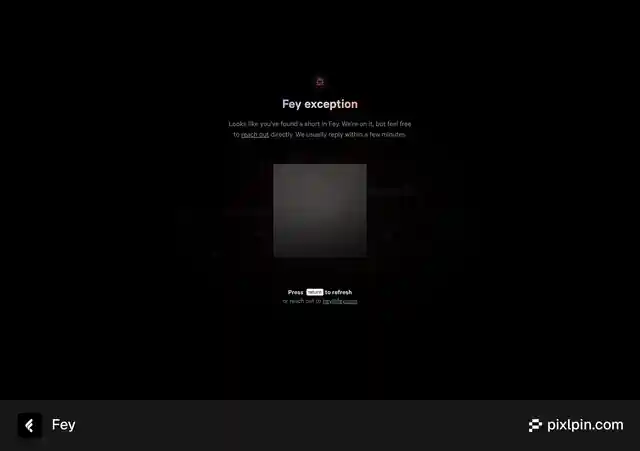 Fey exception
Looks like you've found a short in Fey. We're on it, but feel free
to reach out directly. We usually reply within a few minutes.
Press return to refresh
or reach out to hey@fey.com
Fey
pixlpin.com